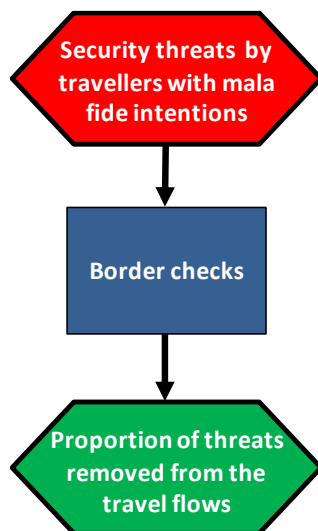 Security threats by
travellers with mala
fide intentions
Border checks
Proportion of threats
removed from the
travel flows